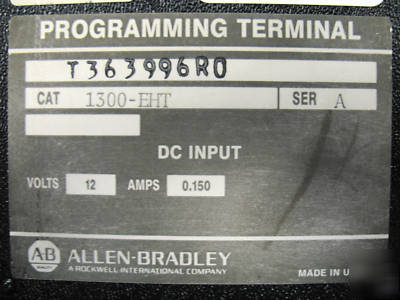 PROGRAMMING TERMINAL
T363996R0
CAT 1300-EHT SER A
DC INPUT
VOLTS 12 AMPS 0.150
AB ALLEN-BRADLEY
A ROCKWELL INTERNATIONAL COMPANY
MADE IN U